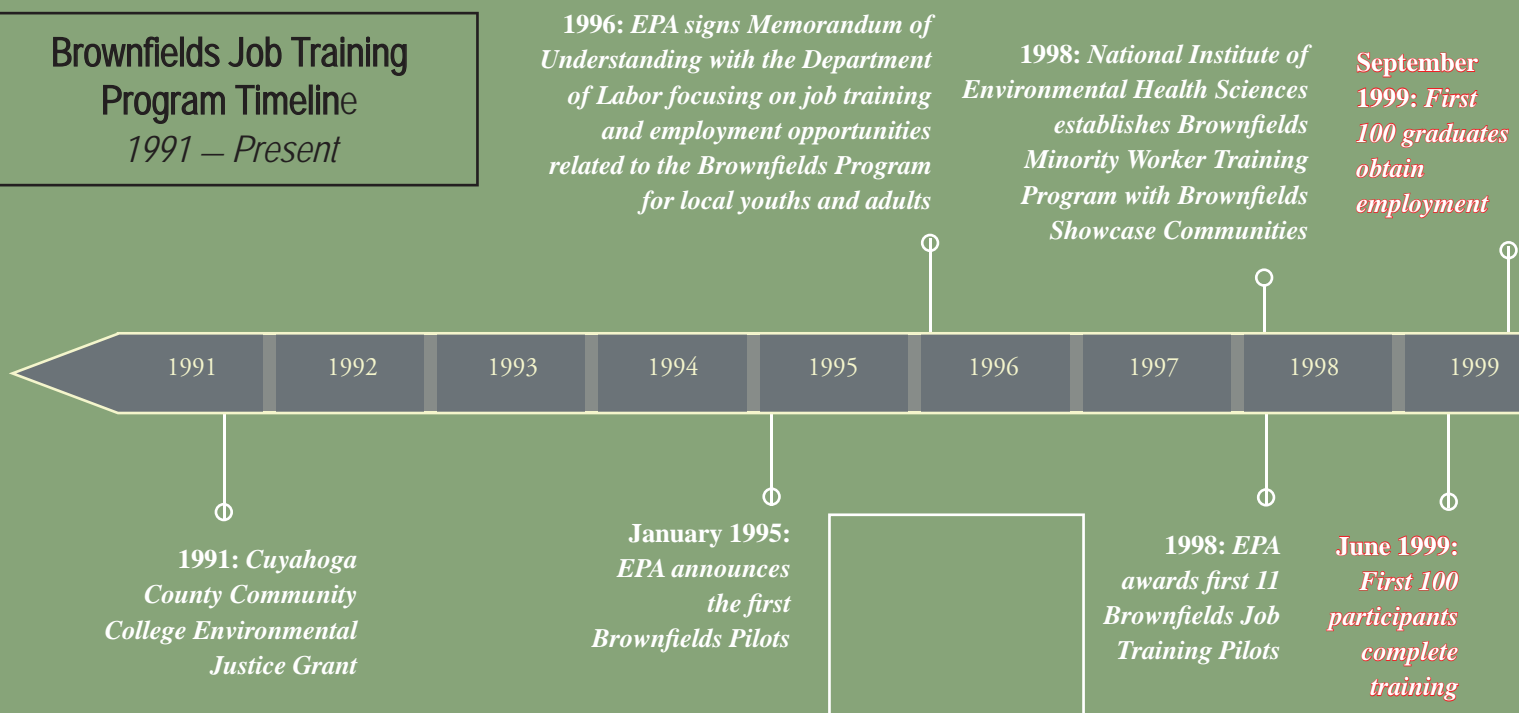 Brownfields Job Training
Program Timeline
1991 — Present
1996: EPA signs Memorandum of
Understanding with the Department
of Labor focusing on job training
and employment opportunities
related to the Brownfields Program
for local youths and adults
1998: National Institute of
Environmental Health Sciences
establishes Brownfields
Minority Worker Training
Program with Brownfields
Showcase Communities
September
1999: First
100 graduates
obtain
employment
1991
1992
1993
1994
1995
1996
1997
1998
1999
1991: Cuyahoga
County Community
College Environmental
Justice Grant
January 1995:
EPA announces
the first
Brownfields Pilots
1998: EPA
awards first 11
Brownfields Job
Training Pilots
June 1999:
First 100
participants
complete
training